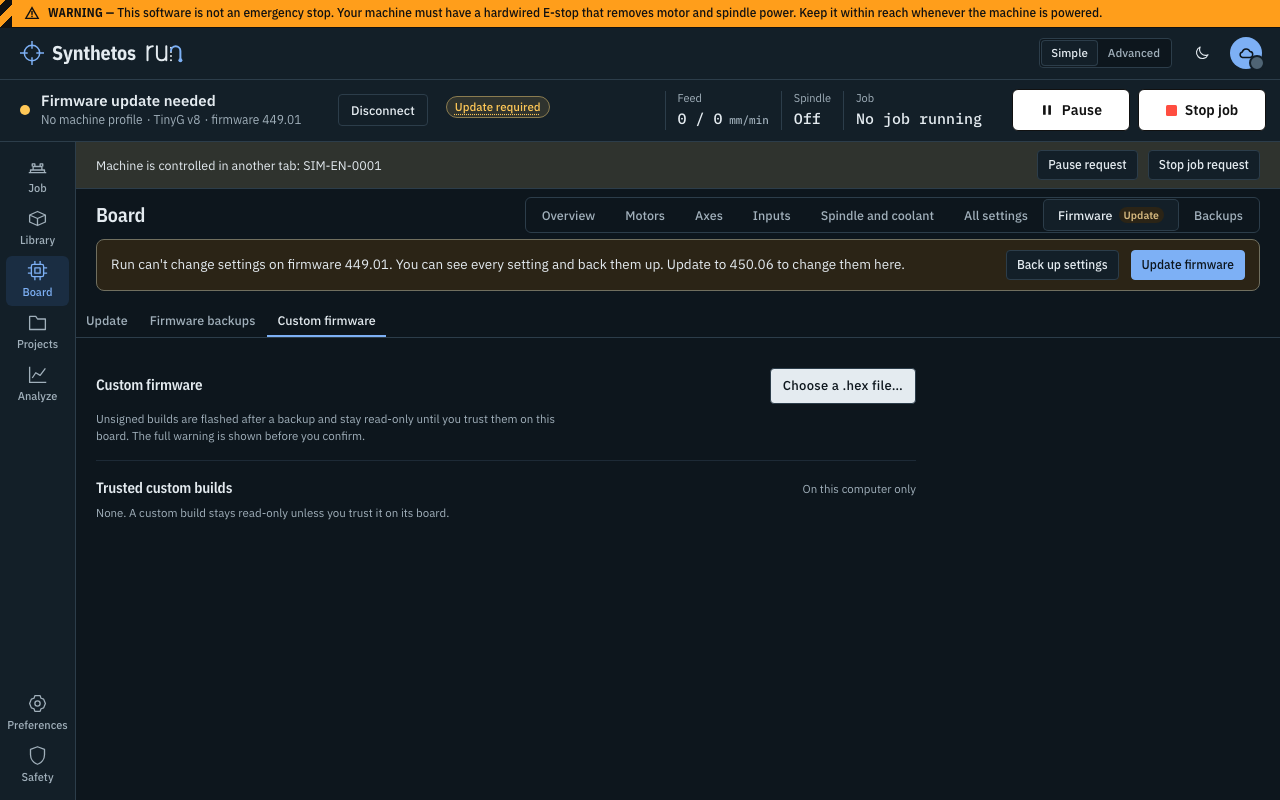 WARNING — This software is not an emergency stop. Your machine must have a hardwired E-stop that removes motor and spindle power. Keep it within reach whenever the machine is powered.
Synthetos run
Simple
Advanced
Firmware update needed
No machine profile · TinyG v8 · firmware 449.01
Disconnect
Update required
Feed
0 / 0 mm/min
Spindle
Off
Job
No job running
Pause
Stop job
Job
Library
Board
Projects
Analyze
Preferences
Safety
Machine is controlled in another tab: SIM-EN-0001
Pause request
Stop job request
Board
Overview
Motors
Axes
Inputs
Spindle and coolant
All settings
Firmware Update
Backups
Run can't change settings on firmware 449.01. You can see every setting and back them up. Update to 450.06 to change them here.
Back up settings
Update firmware
Update
Firmware backups
Custom firmware
Custom firmware
Choose a .hex file...
Unsigned builds are flashed after a backup and stay read-only until you trust them on this
board. The full warning is shown before you confirm.
Trusted custom builds
On this computer only
None. A custom build stays read-only unless you trust it on its board.